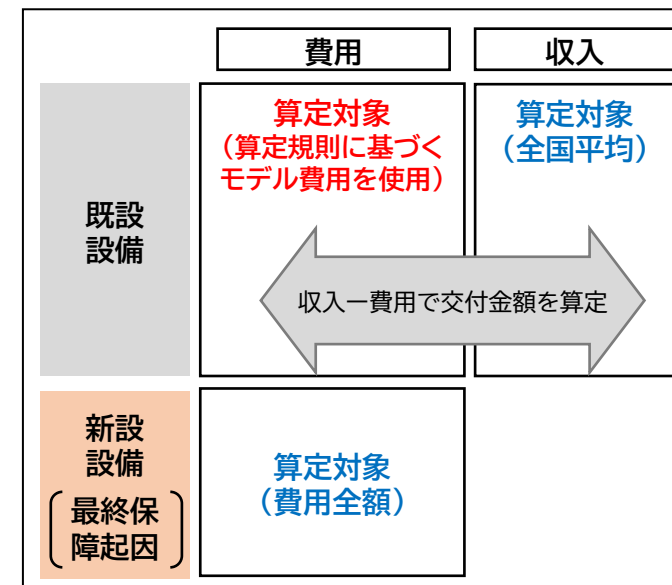 費用
収入
既設
設備
算定対象
（算定規則に基づく
モデル費用を使用）
算定対象
（全国平均）
収入ー費用で交付金額を算定
新設
設備
最終保
障起因
算定対象
（費用全額）